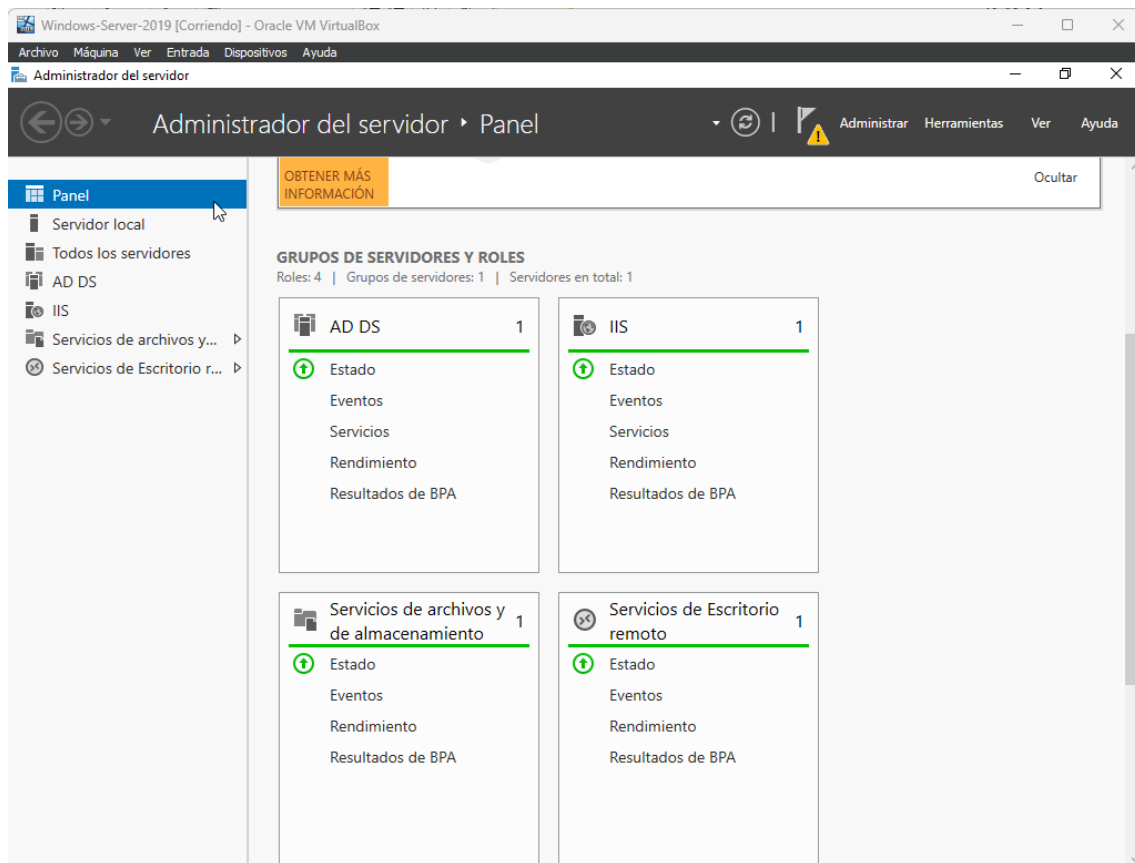 Windows-Server-2019 [Corriendo] - Oracle VM VirtualBox
Archivo Máquina Ver Entrada Dispositivos Ayuda
Administrador del servidor
Administrador del servidor ‣ Panel
Administrar Herramientas Ver Ayuda
Panel
Servidor local
Todos los servidores
AD DS
IIS
Servicios de archivos y...
Servicios de Escritorio r...
OBTENER MÁS
INFORMACIÓN
Ocultar
GRUPOS DE SERVIDORES Y ROLES
Roles: 4 | Grupos de servidores: 1 | Servidores en total: 1
AD DS 1
Estado
Eventos
Servicios
Rendimiento
Resultados de BPA
IIS 1
Estado
Eventos
Servicios
Rendimiento
Resultados de BPA
Servicios de archivos y
de almacenamiento 1
Estado
Eventos
Rendimiento
Resultados de BPA
Servicios de Escritorio
remoto 1
Estado
Eventos
Rendimiento
Resultados de BPA